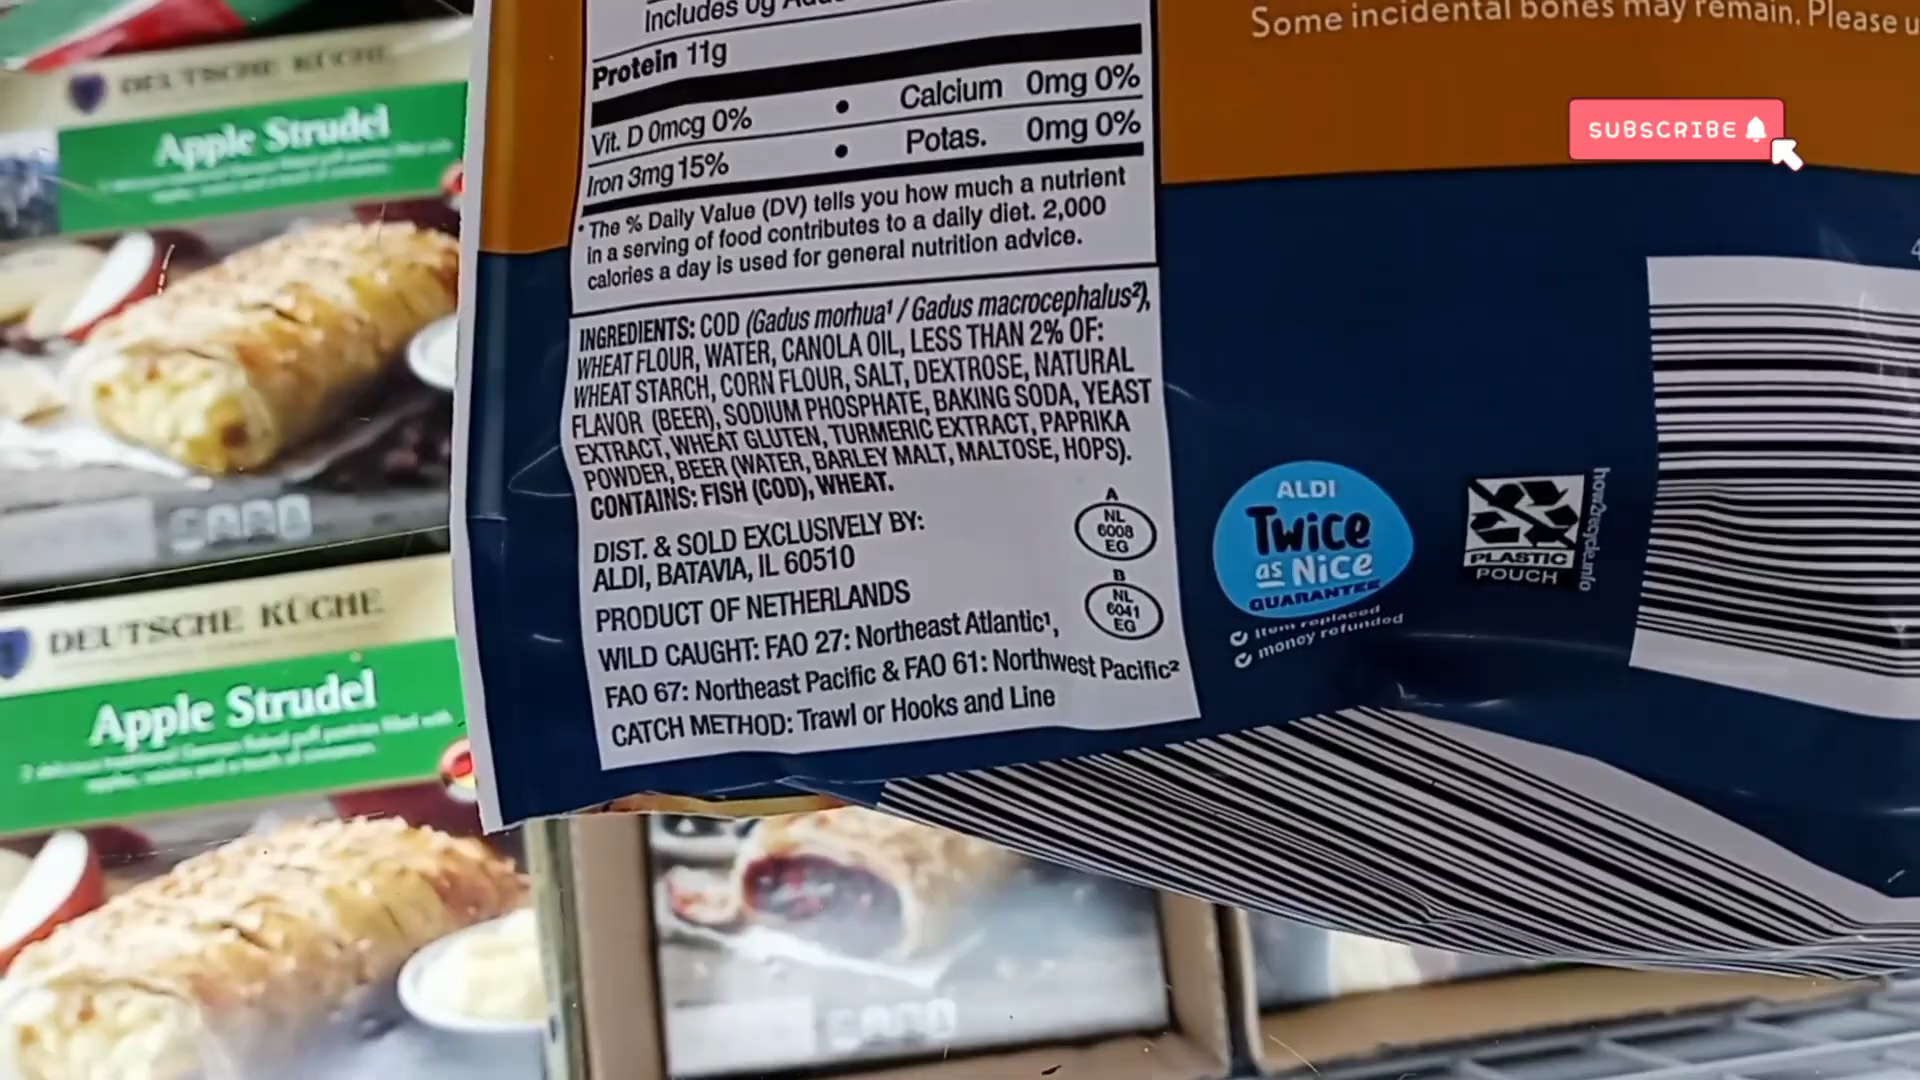 DEUTSCHE KÜCHE
Apple Strudel
DEUTSCHE KÜCHE
Apple Strudel
Includes 0g
Protein 11g
Vit. D 0mcg 0% • Calcium 0mg 0%
Iron 3mg 15% • Potas. 0mg 0%
* The % Daily Value (DV) tells you how much a nutrient
in a serving of food contributes to a daily diet. 2,000
calories a day is used for general nutrition advice.
INGREDIENTS: COD (Gadus morhua¹ / Gadus macrocephalus²),
WHEAT FLOUR, WATER, CANOLA OIL, LESS THAN 2% OF:
WHEAT STARCH, CORN FLOUR, SALT, DEXTROSE, NATURAL
FLAVOR (BEER), SODIUM PHOSPHATE, BAKING SODA, YEAST
EXTRACT, WHEAT GLUTEN, TURMERIC EXTRACT, PAPRIKA
POWDER, BEER (WATER, BARLEY MALT, MALTOSE, HOPS).
CONTAINS: FISH (COD), WHEAT.
DIST. & SOLD EXCLUSIVELY BY:
ALDI, BATAVIA, IL 60510
PRODUCT OF NETHERLANDS
WILD CAUGHT: FAO 27: Northeast Atlantic¹,
FAO 67: Northeast Pacific & FAO 61: Northwest Pacific²
CATCH METHOD: Trawl or Hooks and Line
A
NL
6008
EG
B
NL
6041
EG
Some incidental bones may remain. Please
SUBSCRIBE
ALDI
Twice
as Nice
GUARANTEE
item replaced
money refunded
PLASTIC
POUCH
how2recycle.info